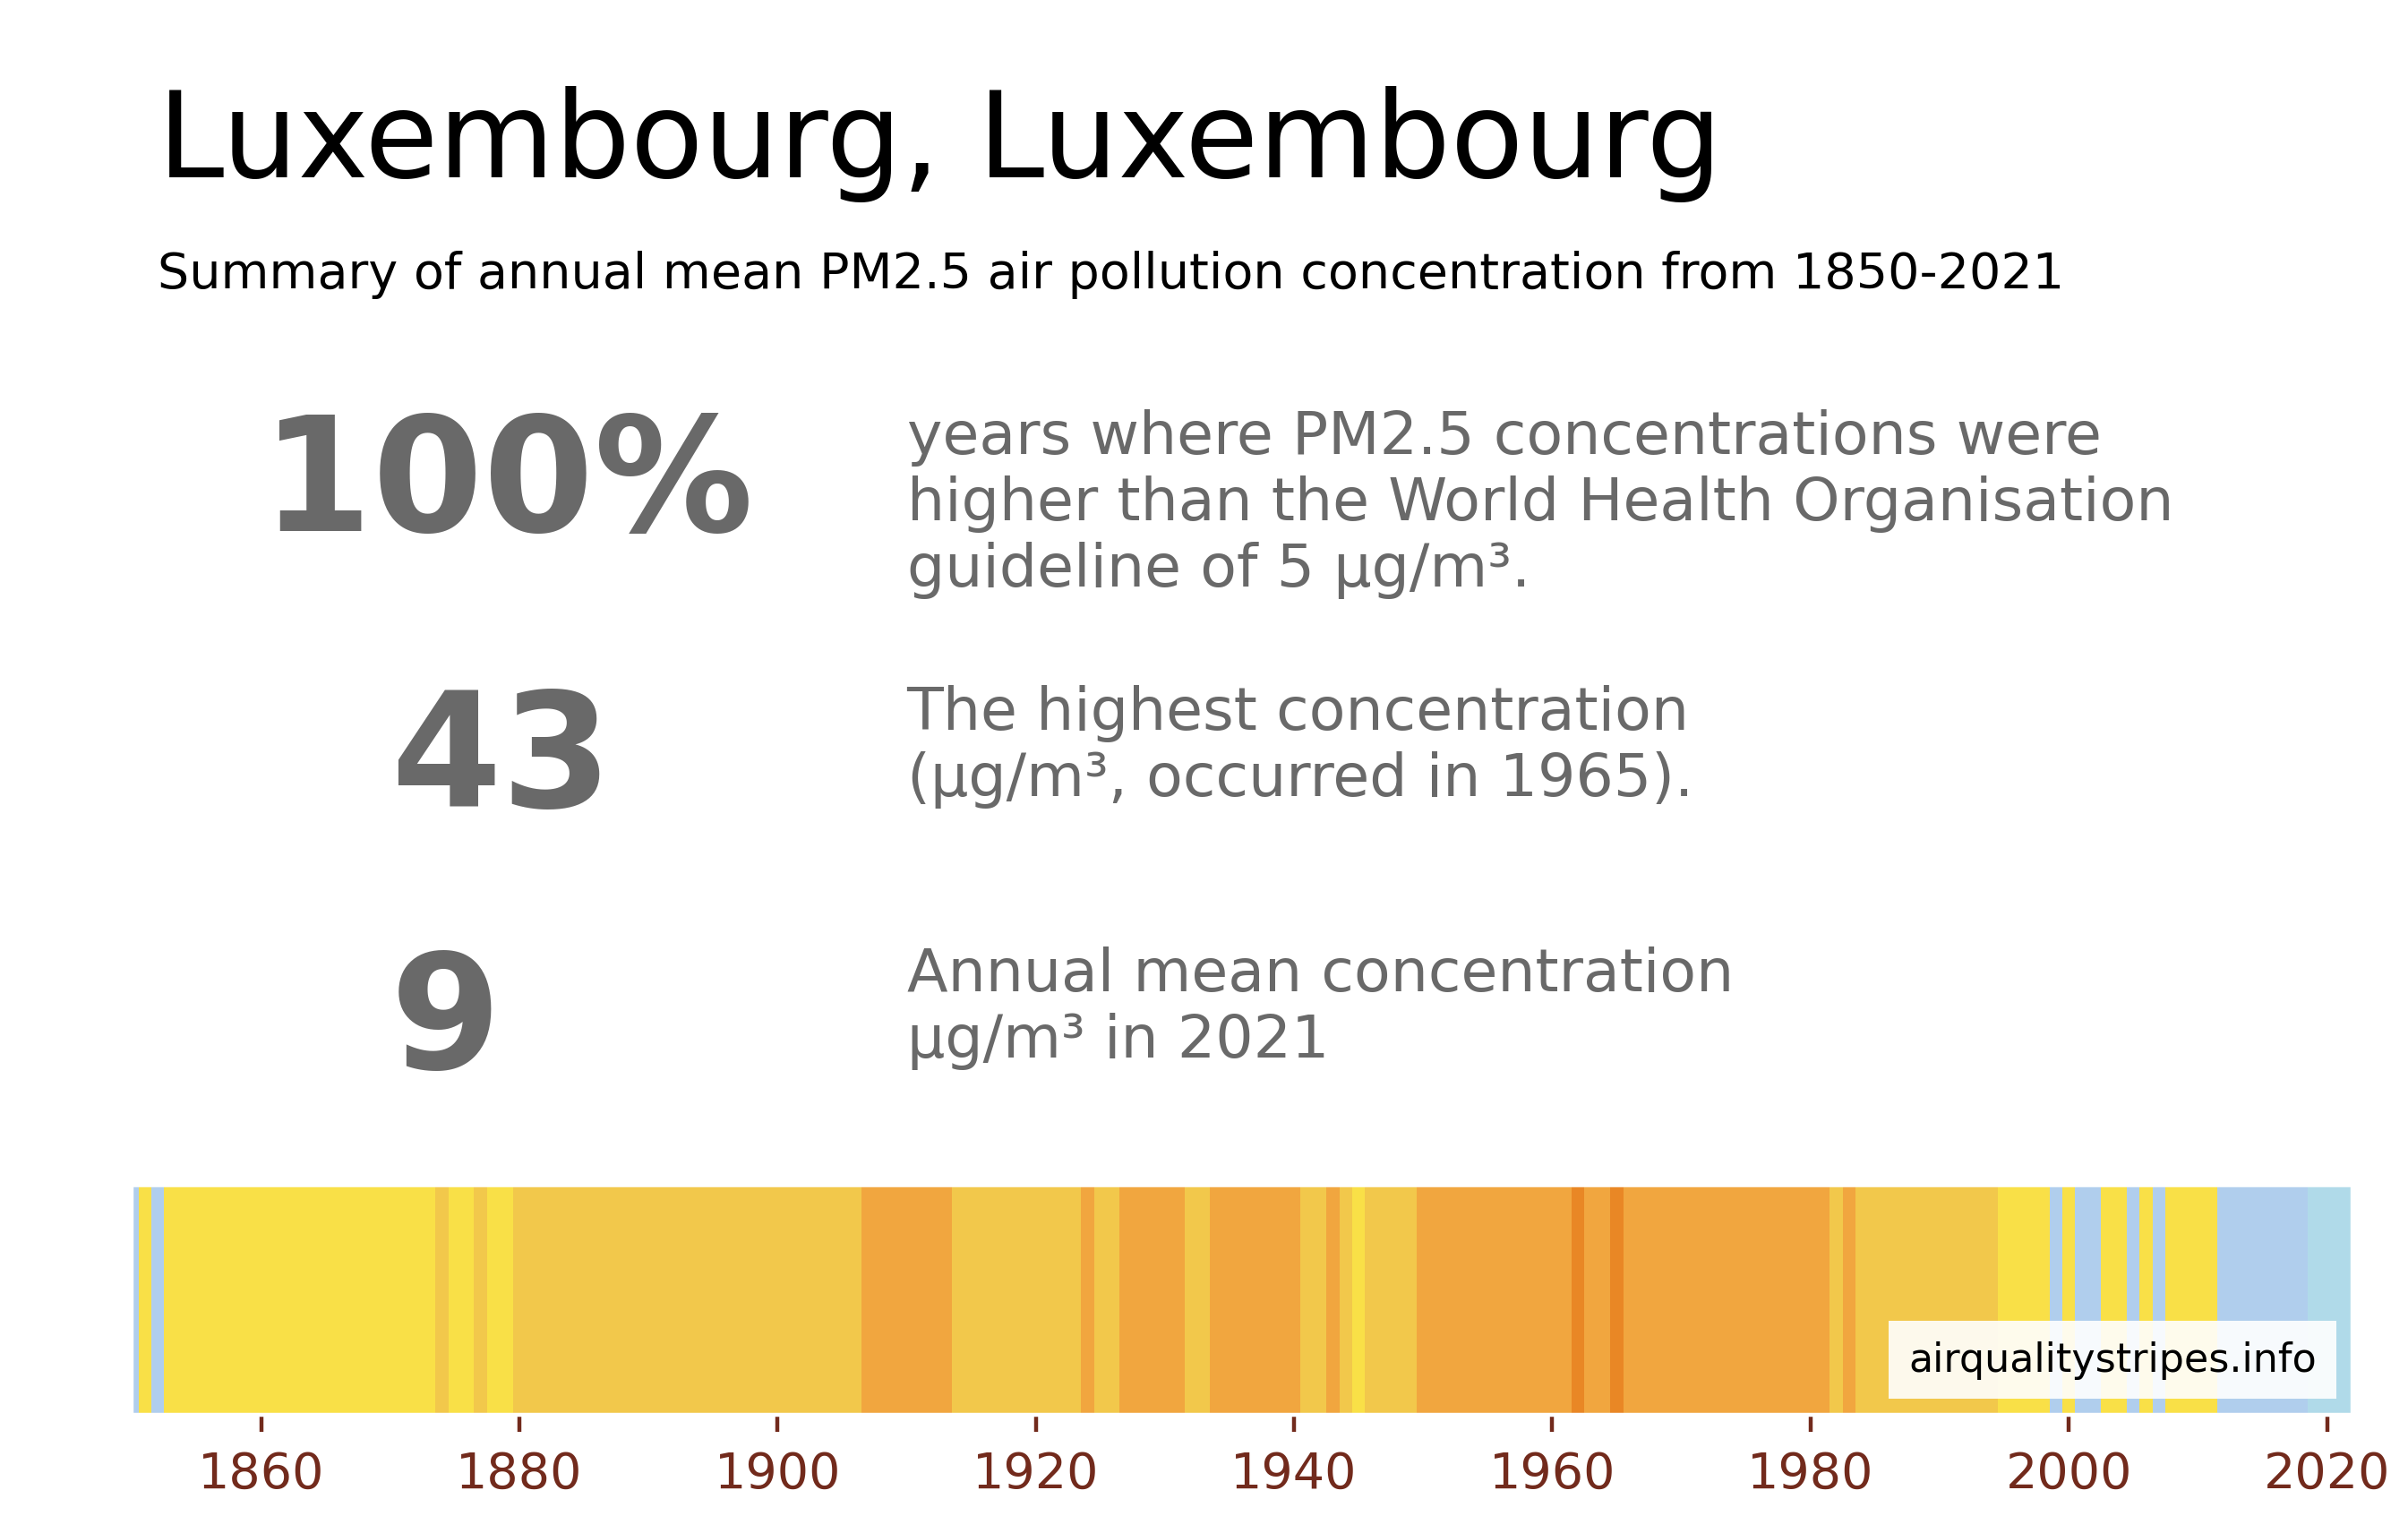 Luxembourg, Luxembourg
Summary of annual mean PM2.5 air pollution concentration from 1850-2021
100%
years where PM2.5 concentrations were
higher than the World Health Organisation
guideline of 5 µg/m³.
43
The highest concentration
(µg/m³, occurred in 1965).
9
Annual mean concentration
µg/m³ in 2021
airqualitystripes.info
1860 1880 1900 1920 1940 1960 1980 2000 2020